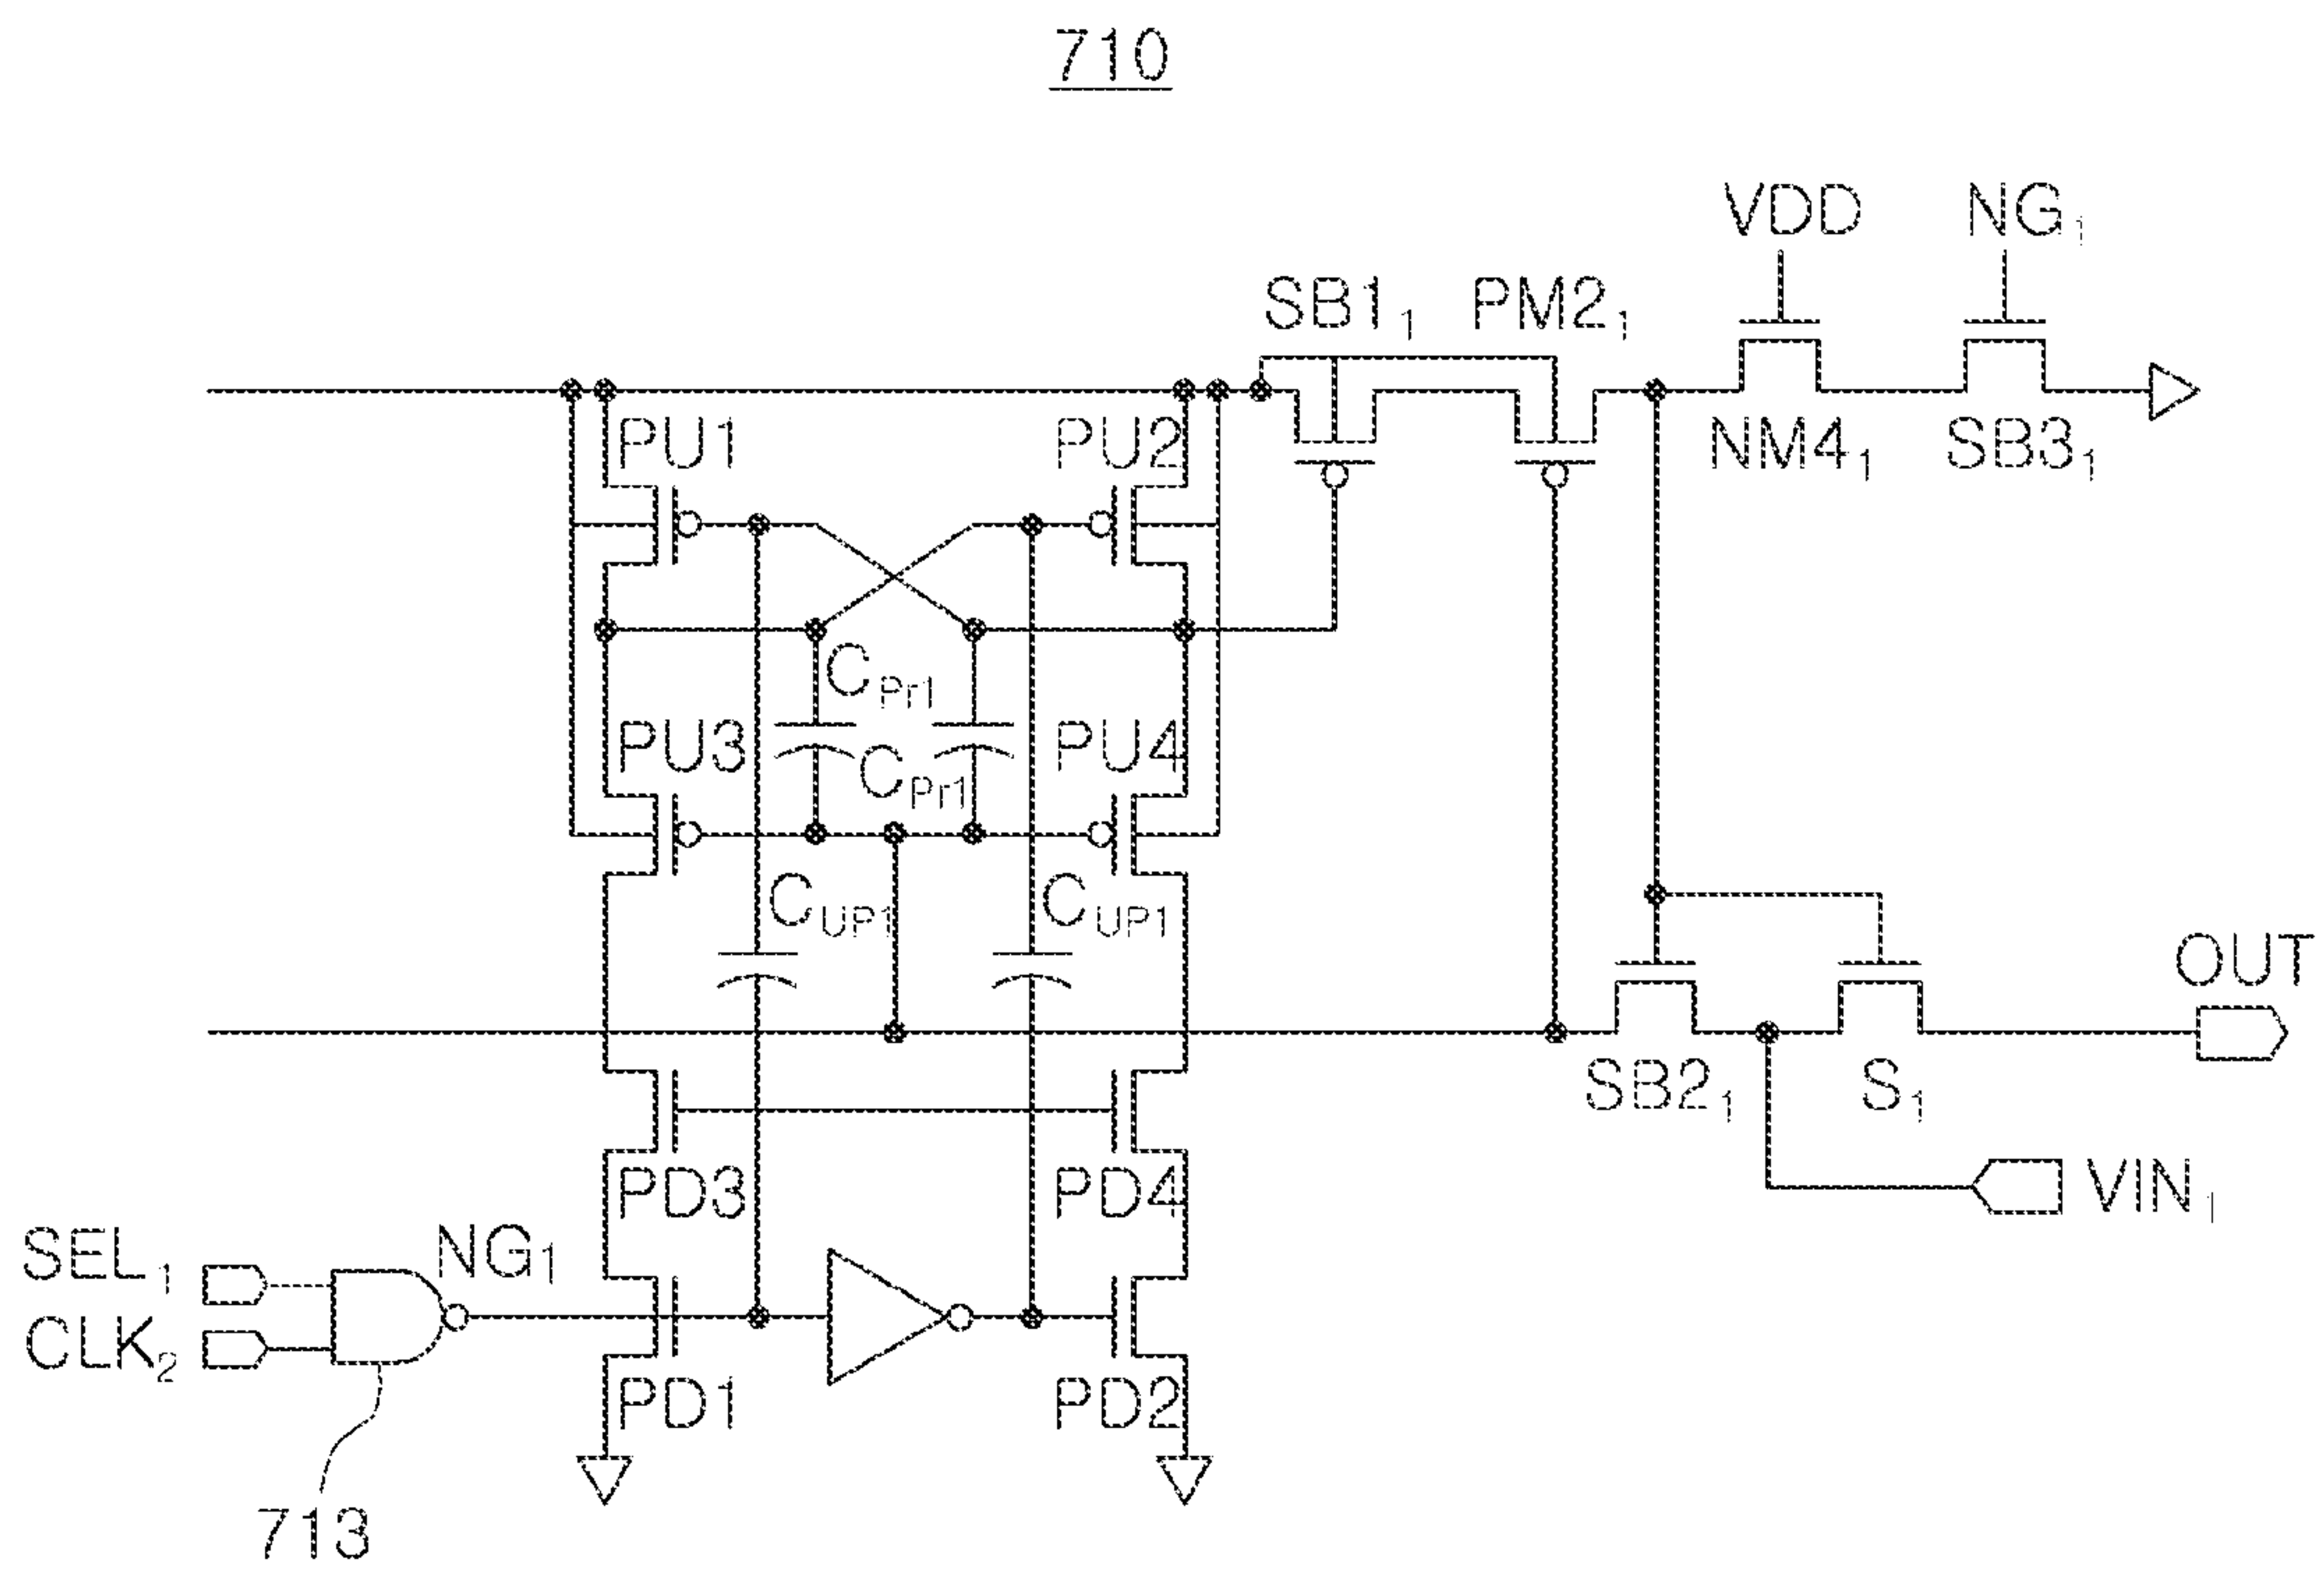 710
VDD NG₁
SB1₁ PM2₁
PU1 PU2 NM4₁ SB3₁
C_Pr1
PU3 C_Pr1 PU4
C_UP1 C_UP1
OUT
SB2₁ S₁
PD3 PD4 VIN₁
SEL₁ NG₁
CLK₂
PD1 PD2
713